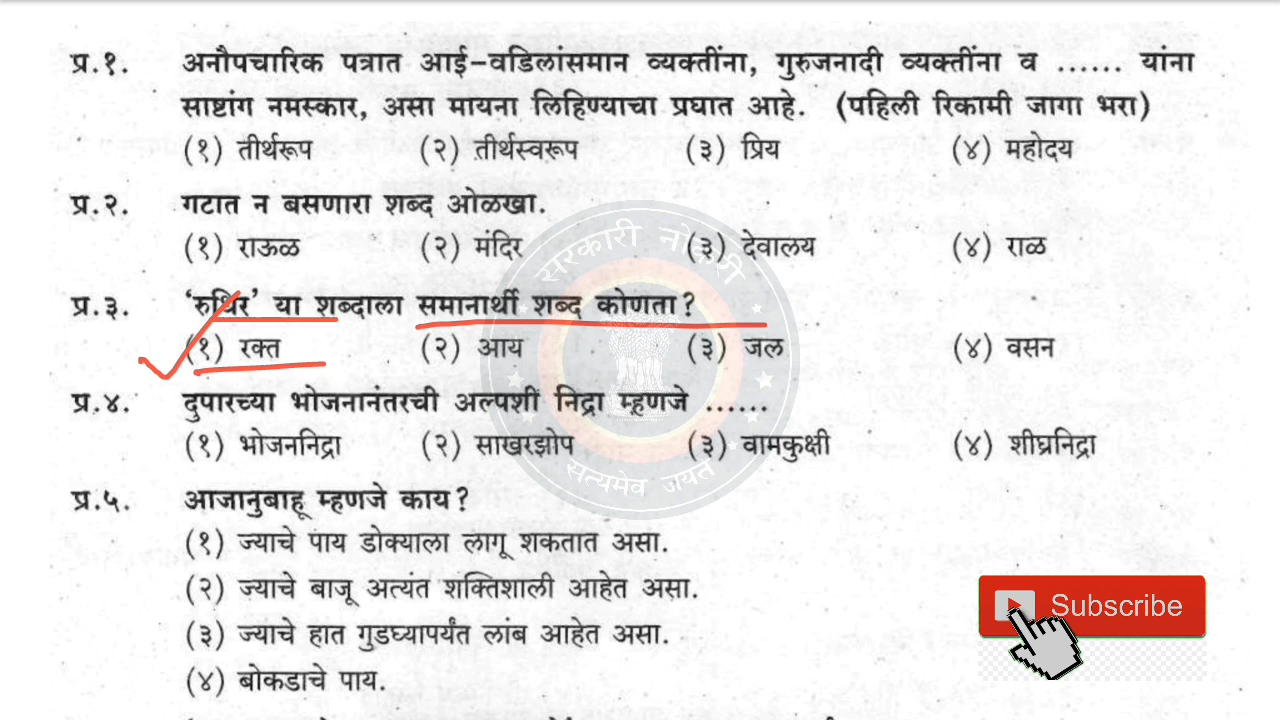 प्र.१. अनौपचारिक पत्रात आई-वडिलांसमान व्यक्तींना, गुरुजनादी व्यक्तींना व ...... यांना
साष्टांग नमस्कार, असा मायना लिहिण्याचा प्रघात आहे. (पहिली रिकामी जागा भरा)
(१) तीर्थरूप (२) तीर्थस्वरूप (३) प्रिय (४) महोदय
प्र.२. गटात न बसणारा शब्द ओळखा.
(१) राऊळ (२) मंदिर (३) देवालय (४) राळ
प्र.३. 'रुधिर' या शब्दाला समानार्थी शब्द कोणता?
(१) रक्त (२) आय (३) जल (४) वसन
प्र.४. दुपारच्या भोजनानंतरची अल्पशी निद्रा म्हणजे ......
(१) भोजननिद्रा (२) साखरझोप (३) वामकुक्षी (४) शीघ्रनिद्रा
प्र.५. आजानुबाहू म्हणजे काय?
(१) ज्याचे पाय डोक्याला लागू शकतात असा.
(२) ज्याचे बाजू अत्यंत शक्तिशाली आहेत असा.
(३) ज्याचे हात गुडघ्यापर्यंत लांब आहेत असा.
(४) बोकडाचे पाय.
सरकारी नोकरी
सत्यमेव जयते
Subscribe